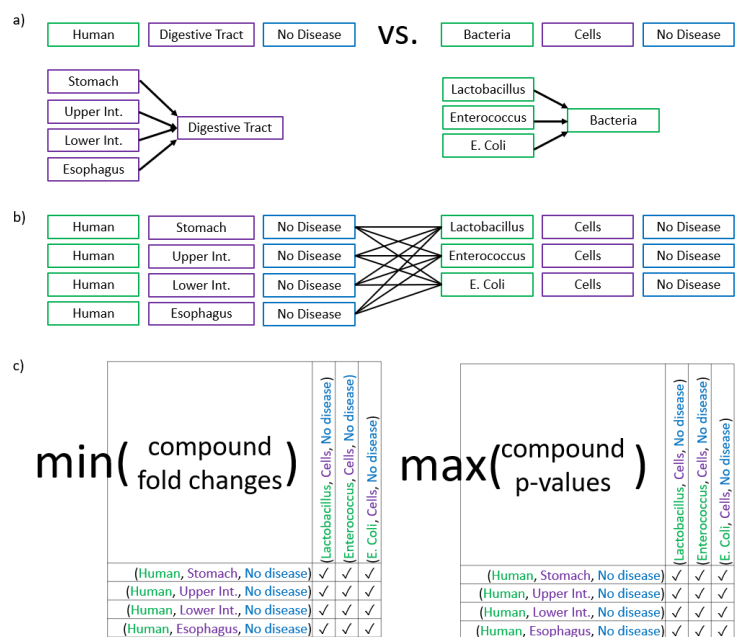 a)
Human Digestive Tract No Disease vs. Bacteria Cells No Disease
Stomach
Upper Int.
Lower Int.
Esophagus
Digestive Tract
Lactobacillus
Enterococcus
E. Coli
Bacteria
b)
Human Stomach No Disease Lactobacillus Cells No Disease
Human Upper Int. No Disease Enterococcus Cells No Disease
Human Lower Int. No Disease E. Coli Cells No Disease
Human Esophagus No Disease
c)
min( compound fold changes )
(Lactobacillus, Cells, No disease)
(Enterococcus, Cells, No disease)
(E. Coli, Cells, No disease)
(Human, Stomach, No disease) ✓ ✓ ✓
(Human, Upper Int., No disease) ✓ ✓ ✓
(Human, Lower Int., No disease) ✓ ✓ ✓
(Human, Esophagus, No disease) ✓ ✓ ✓
max( compound p-values )
(Lactobacillus, Cells, No disease)
(Enterococcus, Cells, No disease)
(E. Coli, Cells, No disease)
(Human, Stomach, No disease) ✓ ✓ ✓
(Human, Upper Int., No disease) ✓ ✓ ✓
(Human, Lower Int., No disease) ✓ ✓ ✓
(Human, Esophagus, No disease) ✓ ✓ ✓